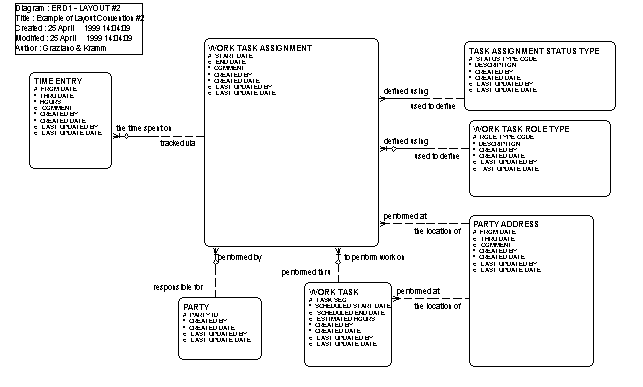 Diagram : ERD1 - LAYOUT #2
Title : Example of Layout Convention #2
Created : 25 April 1999 14:04:09
Modified : 25 April 1999 14:04:09
Author : Graziano & Kramm
WORK TASK ASSIGNMENT
# START DATE
o END DATE
* COMMENT
* CREATED BY
* CREATED DATE
o LAST UPDATED BY
o LAST UPDATE DATE
TASK ASSIGNMENT STATUS TYPE
# STATUS TYPE CODE
* DESCRIPTION
* CREATED BY
* CREATED DATE
o LAST UPDATED BY
o LAST UPDATE DATE
TIME ENTRY
# FROM DATE
* THRU DATE
* HOURS
o COMMENT
* CREATED BY
* CREATED DATE
o LAST UPDATED BY
o LAST UPDATE DATE
defined using
used to define
the time spent on
tracked via
WORK TASK ROLE TYPE
# ROLE TYPE CODE
* DESCRIPTION
* CREATED BY
* CREATED DATE
o LAST UPDATED BY
o LAST UPDATE DATE
defined using
used to define
performed at
the location of
PARTY ADDRESS
# FROM DATE
o THRU DATE
o COMMENT
* CREATED BY
* CREATED DATE
o LAST UPDATED BY
o LAST UPDATE DATE
performed by
responsible for
to perform work on
performed thru
PARTY
# PARTY ID
* CREATED BY
* CREATED DATE
o LAST UPDATED BY
o LAST UPDATE DATE
WORK TASK
# TASK SEQ
* SCHEDULED START DATE
o SCHEDULED END DATE
o ESTIMATED HOURS
* CREATED BY
* CREATED DATE
o LAST UPDATED BY
o LAST UPDATE DATE
performed at
the location of